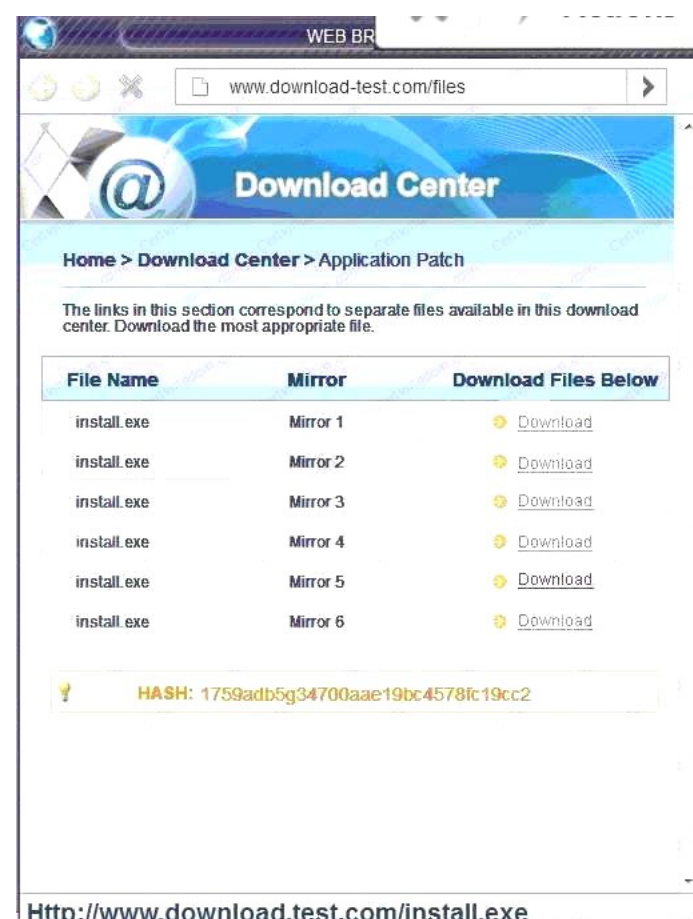 WEB BR
www.download-test.com/files
@
Download Center
Home > Download Center > Application Patch
The links in this section correspond to separate files available in this download
center. Download the most appropriate file.
File Name Mirror Download Files Below
install.exe Mirror 1 Download
install.exe Mirror 2 Download
install.exe Mirror 3 Download
install.exe Mirror 4 Download
install.exe Mirror 5 Download
install.exe Mirror 6 Download
HASH: 1759adb5g34700aae19bc4578fc19cc2
Http://www.download.test.com/install.exe